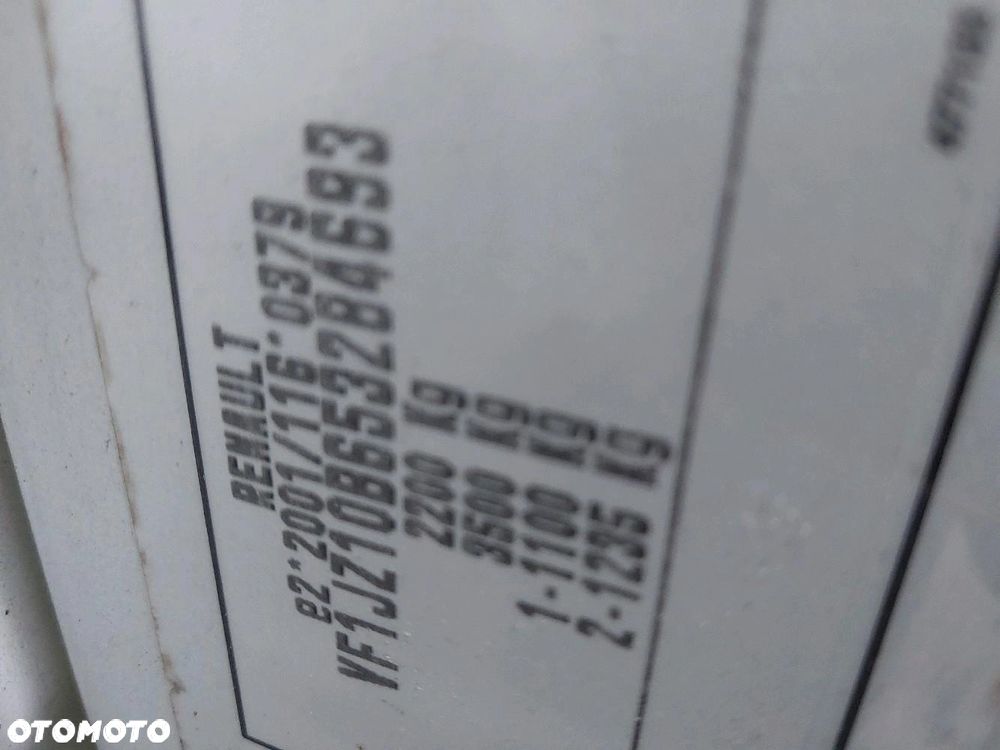 RENAULT
e2*2001/116*0379
VF1JZ10B653284693
2200 Kg
3500 Kg
1-1100 Kg
2-1235 Kg
OTOMOTO